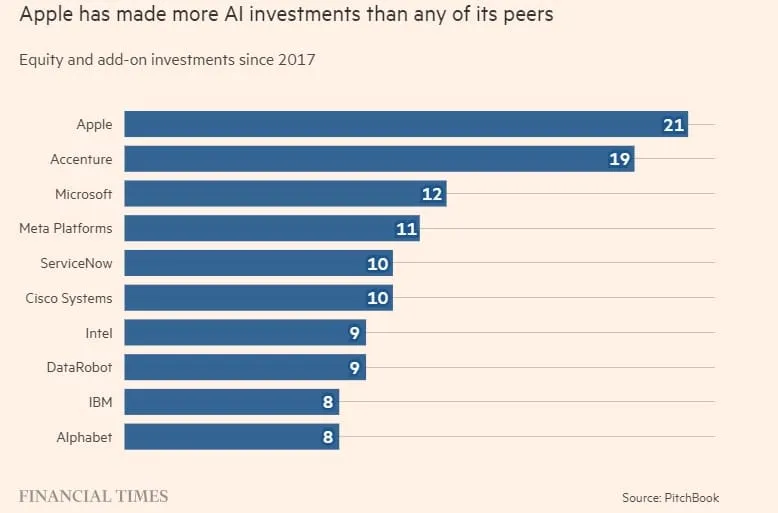 Apple has made more AI investments than any of its peers
Equity and add-on investments since 2017
Apple 21
Accenture 19
Microsoft 12
Meta Platforms 11
ServiceNow 10
Cisco Systems 10
Intel 9
DataRobot 9
IBM 8
Alphabet 8
FINANCIAL TIMES Source: PitchBook